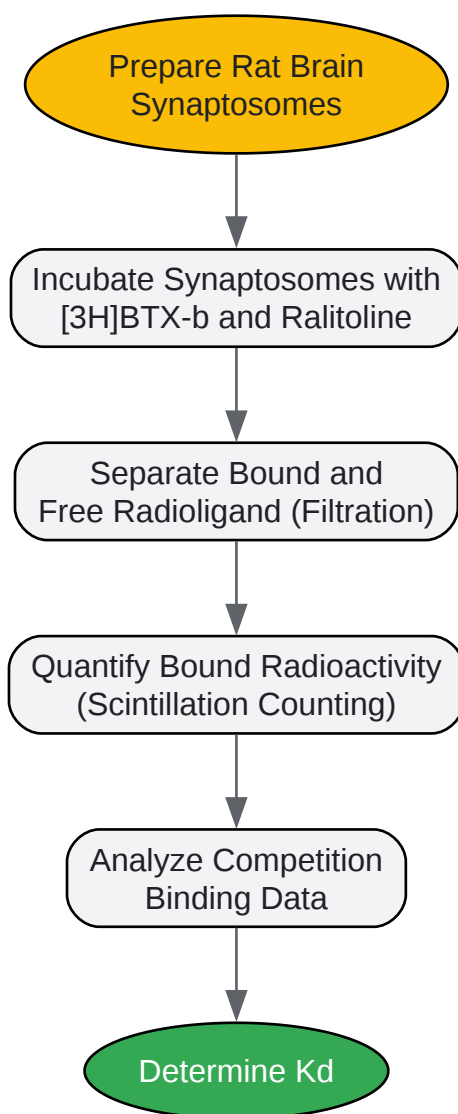 Prepare Rat Brain
Synaptosomes
Incubate Synaptosomes with
[3H]BTX-b and Ralitoline
Separate Bound and
Free Radioligand (Filtration)
Quantify Bound Radioactivity
(Scintillation Counting)
Analyze Competition
Binding Data
Determine Kd